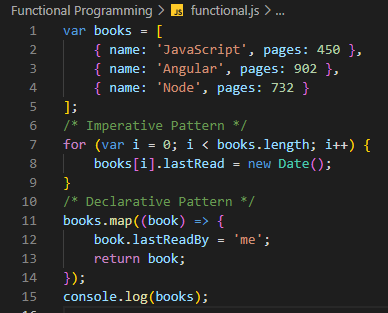 Functional Programming > JS functional.js > ...
1 var books = [
2     { name: 'JavaScript', pages: 450 },
3     { name: 'Angular', pages: 902 },
4     { name: 'Node', pages: 732 }
5 ];
6 /* Imperative Pattern */
7 for (var i = 0; i < books.length; i++) {
8     books[i].lastRead = new Date();
9 }
10 /* Declarative Pattern */
11 books.map((book) => {
12     book.lastReadBy = 'me';
13     return book;
14 });
15 console.log(books);
16